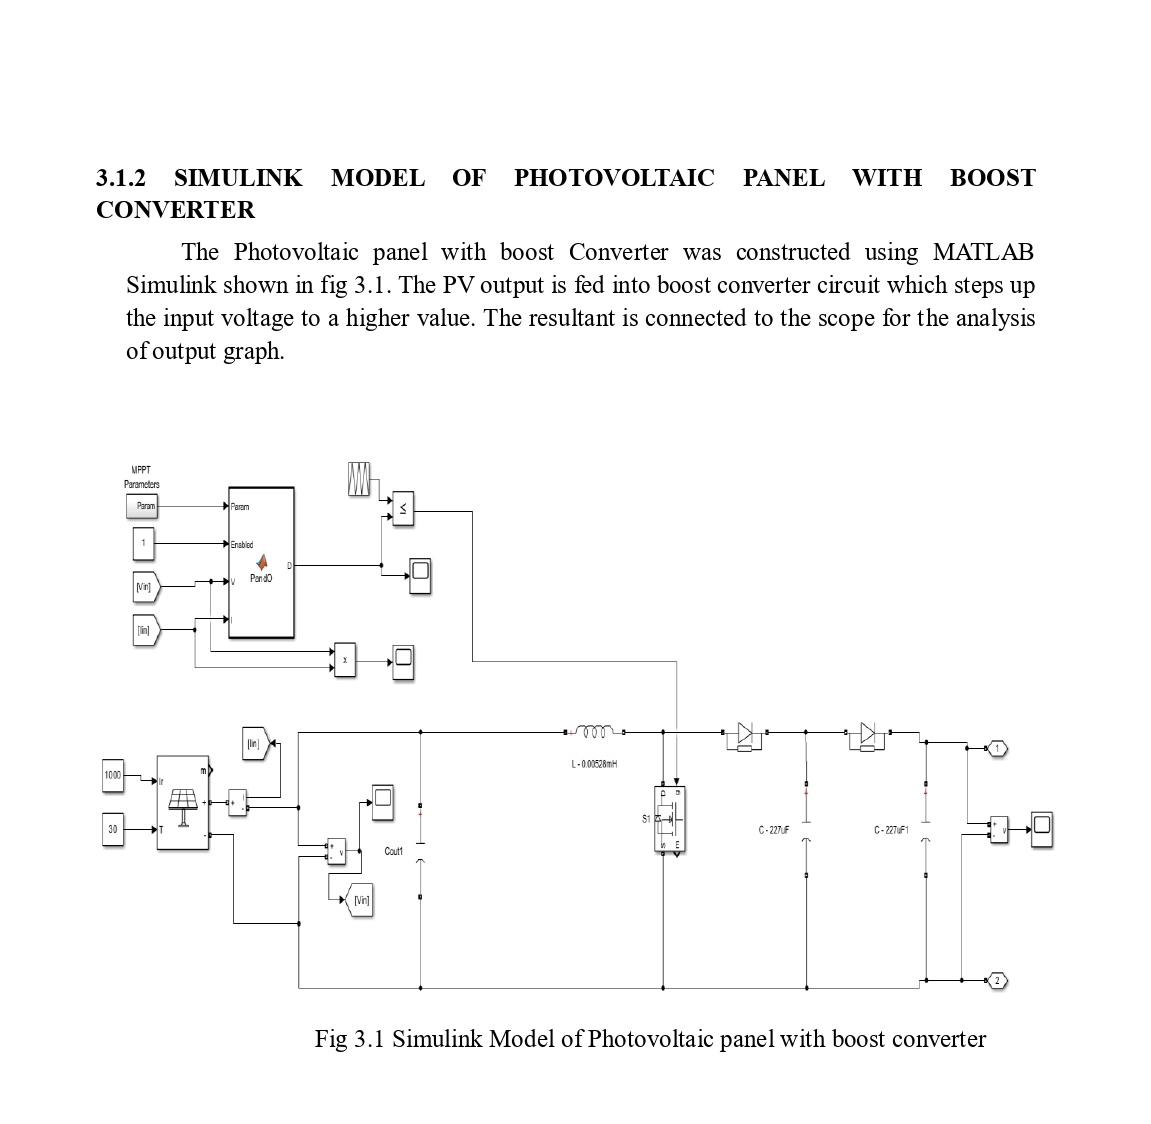 3.1.2 SIMULINK MODEL OF PHOTOVOLTAIC PANEL WITH BOOST
CONVERTER
The Photovoltaic panel with boost Converter was constructed using MATLAB
Simulink shown in fig 3.1. The PV output is fed into boost converter circuit which steps up
the input voltage to a higher value. The resultant is connected to the scope for the analysis
of output graph.
MPPT
Parameters
Param
Param
1
Enabled
[Vin]
V
PandO
D
[Iin]
I
≤
x
[Iin]
1000
Ir
m
+
-
30
T
+
-
i
+
-
v
[Vin]
Cout1
+
L - 0.00528mH
S1
D
g
S
E
C - 227uF
+
C - 227uF1
+
1
+
-
v
2
Fig 3.1 Simulink Model of Photovoltaic panel with boost converter